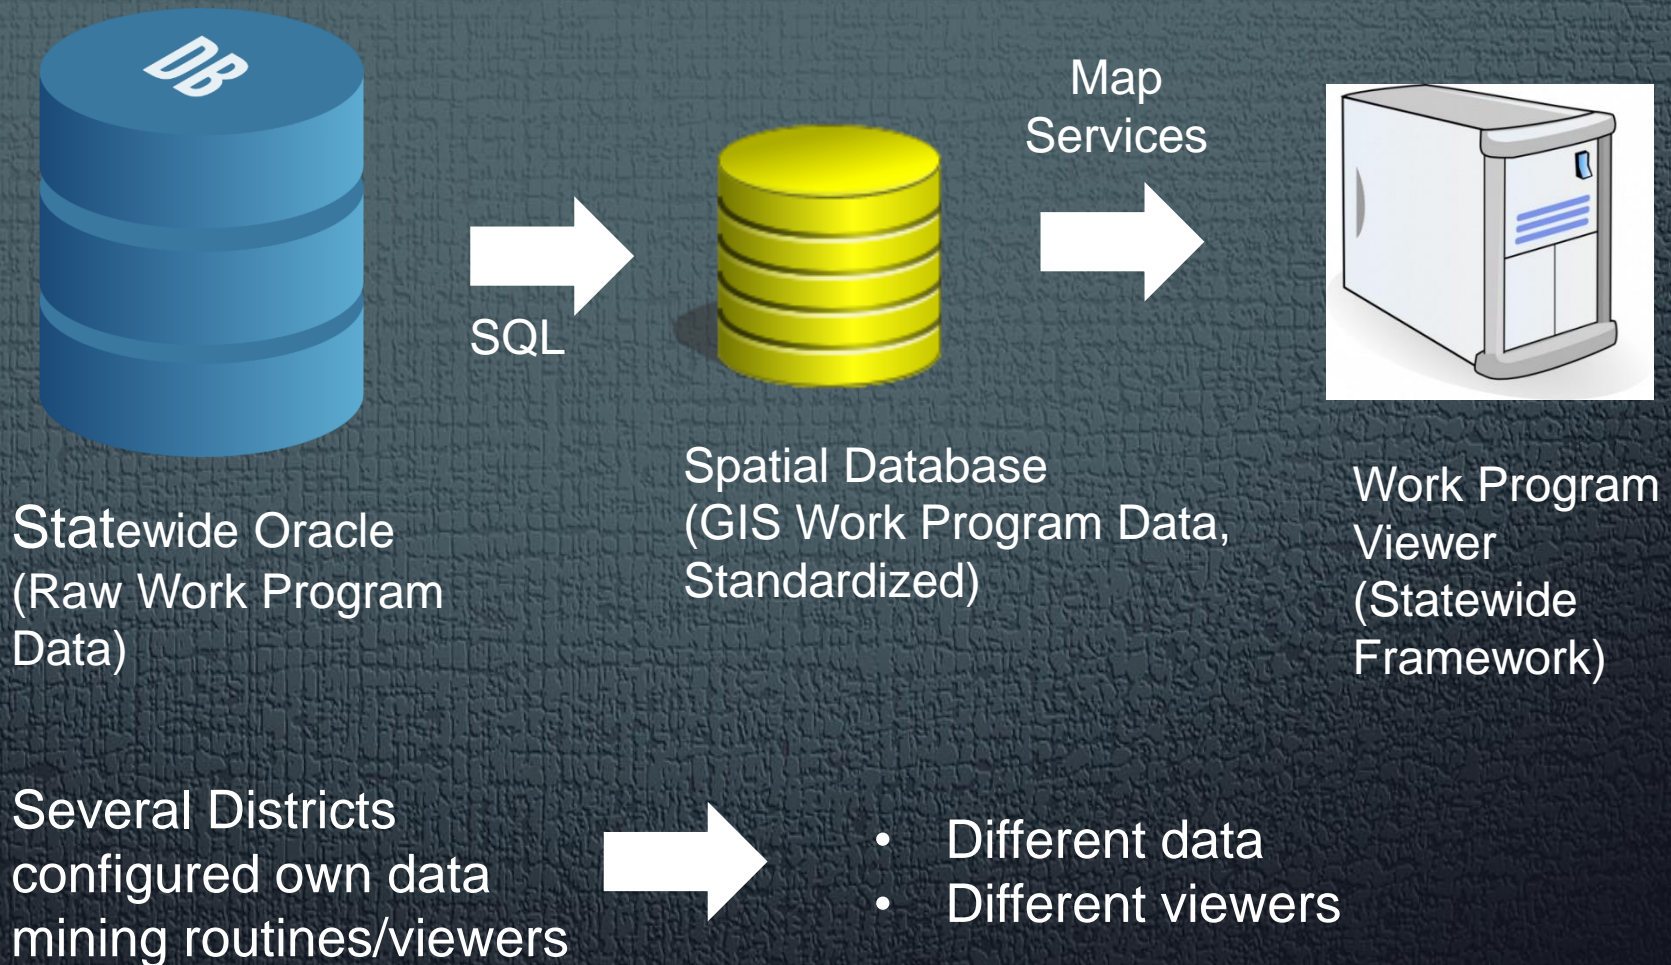 DB
SQL
Map
Services
Statewide Oracle
(Raw Work Program
Data)
Spatial Database
(GIS Work Program Data,
Standardized)
Work Program
Viewer
(Statewide
Framework)
Several Districts
configured own data
mining routines/viewers
• Different data
• Different viewers